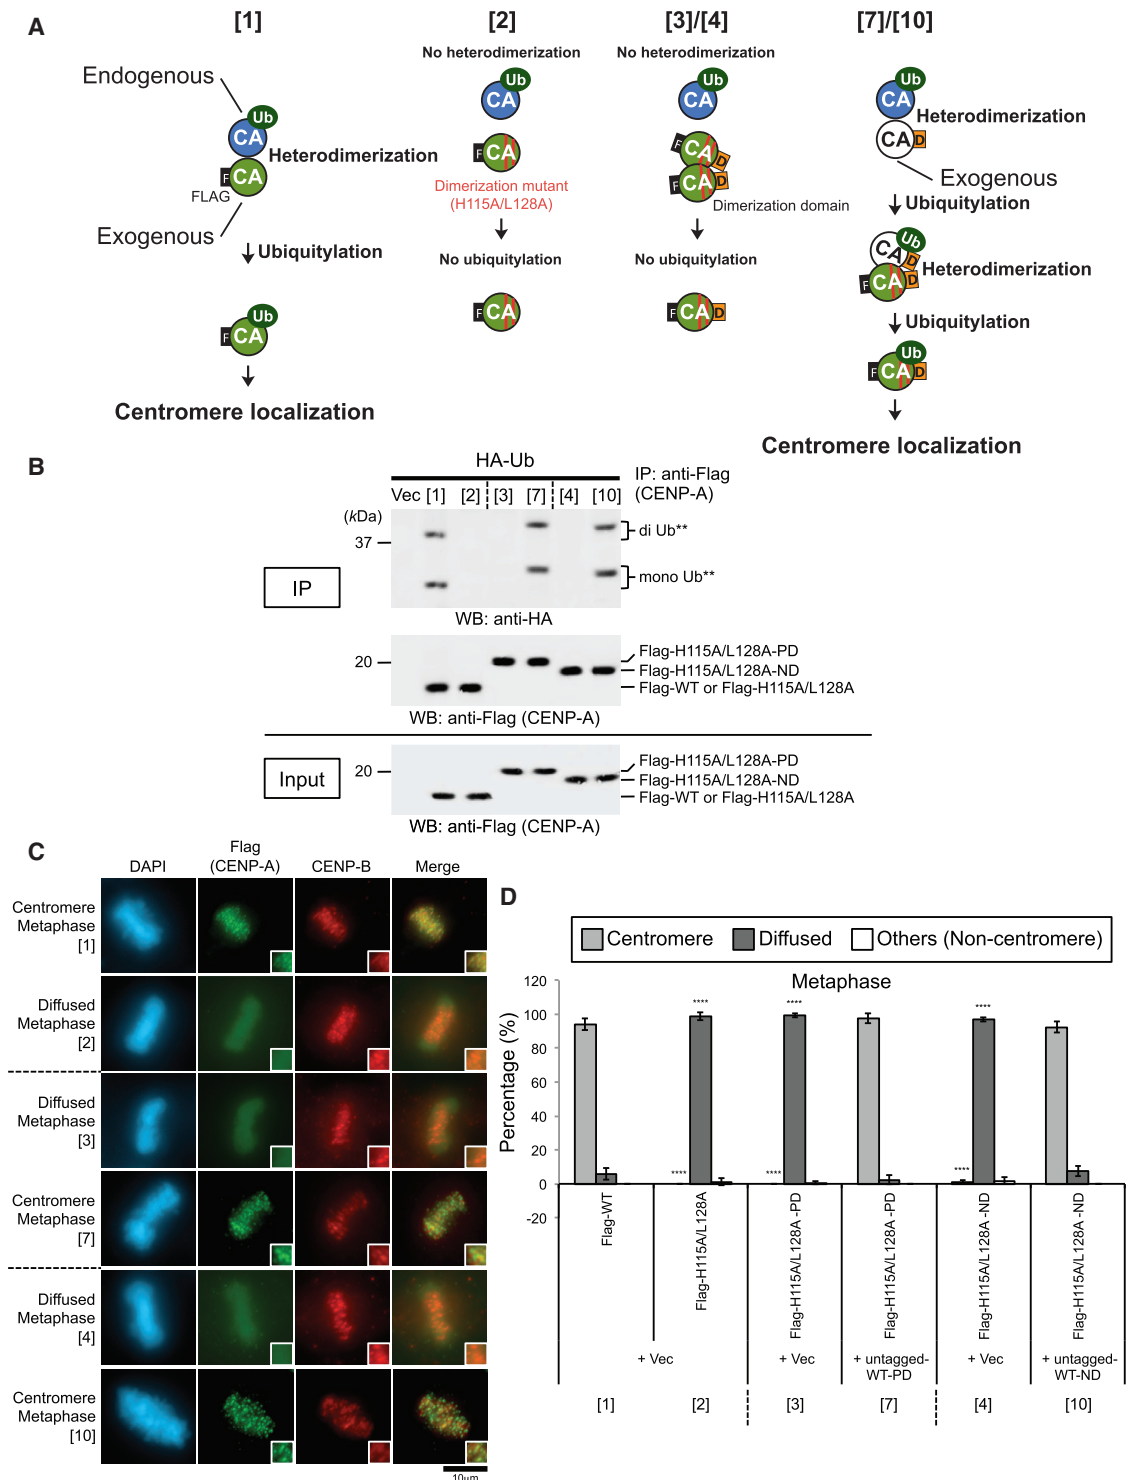 A
[1]
[2]
[3]/[4]
[7]/[10]
Endogenous
Ub
CA
Heterodimerization
F
CA
FLAG
Exogenous
Ubiquitylation
Ub
F
CA
Centromere localization
No heterodimerization
Ub
CA
F
CA
Dimerization mutant
(H115A/L128A)
No ubiquitylation
F
CA
No heterodimerization
Ub
CA
F
CA
D
F
CA
D
Dimerization domain
No ubiquitylation
F
CA
D
Ub
CA
Heterodimerization
CA
D
Exogenous
Ubiquitylation
Ub
CA
D
Heterodimerization
F
CA
D
Ubiquitylation
Ub
F
CA
D
Centromere localization
B
HA-Ub
IP: anti-Flag
(CENP-A)
Vec [1] [2] [3] [7] [4] [10]
(kDa)
37
di Ub**
mono Ub**
IP
WB: anti-HA
20
Flag-H115A/L128A-PD
Flag-H115A/L128A-ND
Flag-WT or Flag-H115A/L128A
WB: anti-Flag (CENP-A)
Input
20
Flag-H115A/L128A-PD
Flag-H115A/L128A-ND
Flag-WT or Flag-H115A/L128A
WB: anti-Flag (CENP-A)
C
DAPI
Flag
(CENP-A)
CENP-B
Merge
Centromere
Metaphase
[1]
Diffused
Metaphase
[2]
Diffused
Metaphase
[3]
Centromere
Metaphase
[7]
Diffused
Metaphase
[4]
Centromere
Metaphase
[10]
10μm
D
Centromere
Diffused
Others (Non-centromere)
Metaphase
Percentage (%)
120
100
80
60
40
20
0
-20
****
****
****
****
****
****
Flag-WT
Flag-H115A/L128A
Flag-H115A/L128A -PD
Flag-H115A/L128A -PD
Flag-H115A/L128A -ND
Flag-H115A/L128A -ND
+ Vec
+ Vec
+ untagged-
WT-PD
+ Vec
+ untagged-
WT-ND
[1]
[2]
[3]
[7]
[4]
[10]